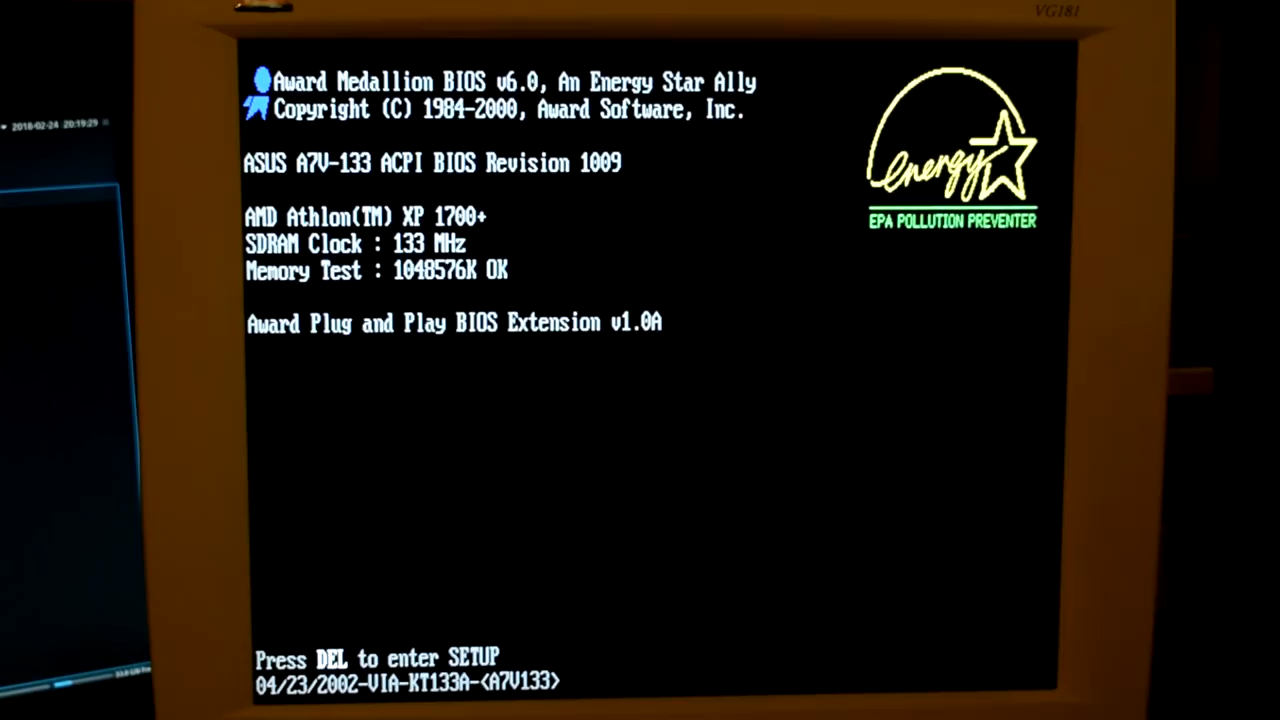 VG181
2018-02-24 20:19:29
Award Medallion BIOS v6.0, An Energy Star Ally
Copyright (C) 1984-2000, Award Software, Inc.
energy
EPA POLLUTION PREVENTER
ASUS A7V-133 ACPI BIOS Revision 1009
AMD Athlon(TM) XP 1700+
SDRAM Clock : 133 MHz
Memory Test : 1048576K OK
Award Plug and Play BIOS Extension v1.0A
Press DEL to enter SETUP
04/23/2002-VIA-KT133A-<A7V133>